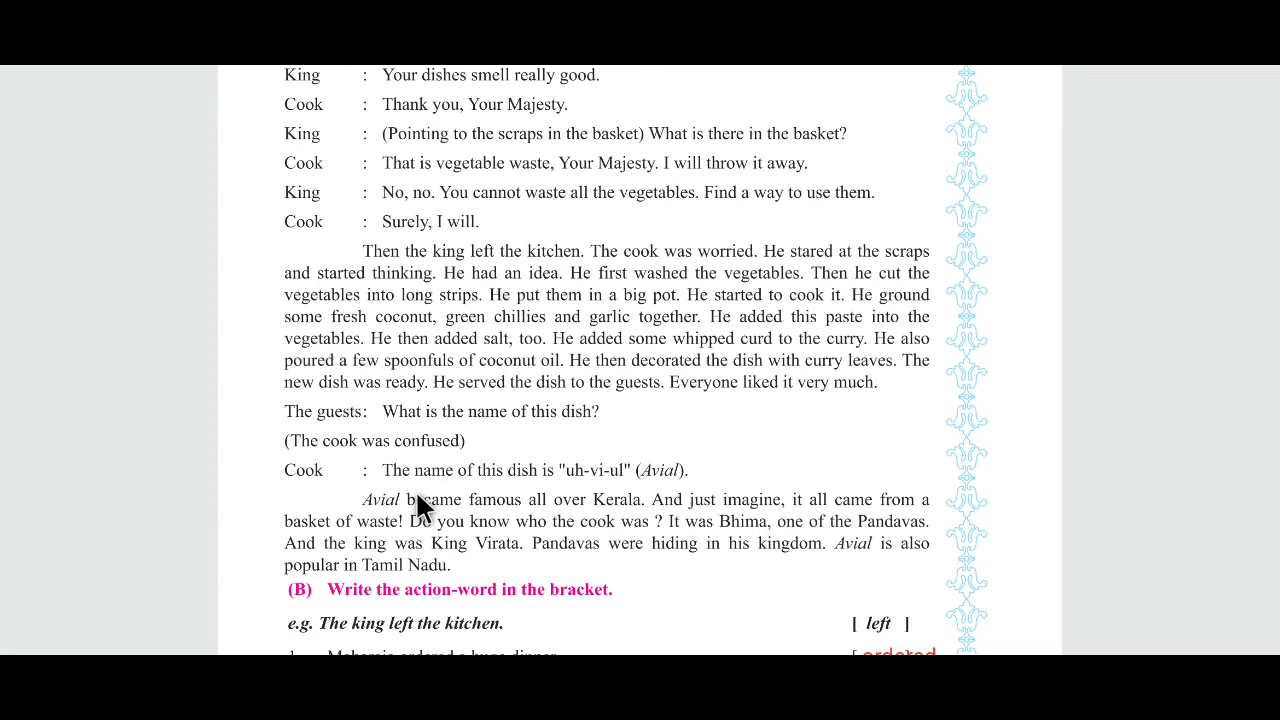 King : Your dishes smell really good.
Cook : Thank you, Your Majesty.
King : (Pointing to the scraps in the basket) What is there in the basket?
Cook : That is vegetable waste, Your Majesty. I will throw it away.
King : No, no. You cannot waste all the vegetables. Find a way to use them.
Cook : Surely, I will.
Then the king left the kitchen. The cook was worried. He stared at the scraps
and started thinking. He had an idea. He first washed the vegetables. Then he cut the
vegetables into long strips. He put them in a big pot. He started to cook it. He ground
some fresh coconut, green chillies and garlic together. He added this paste into the
vegetables. He then added salt, too. He added some whipped curd to the curry. He also
poured a few spoonfuls of coconut oil. He then decorated the dish with curry leaves. The
new dish was ready. He served the dish to the guests. Everyone liked it very much.
The guests: What is the name of this dish?
(The cook was confused)
Cook : The name of this dish is "uh-vi-ul" (Avial).
Avial became famous all over Kerala. And just imagine, it all came from a
basket of waste! Do you know who the cook was ? It was Bhima, one of the Pandavas.
And the king was King Virata. Pandavas were hiding in his kingdom. Avial is also
popular in Tamil Nadu.
(B) Write the action-word in the bracket.
e.g. The king left the kitchen. [ left ]
1. Maharaja ordered a huge dinner. [ ordered